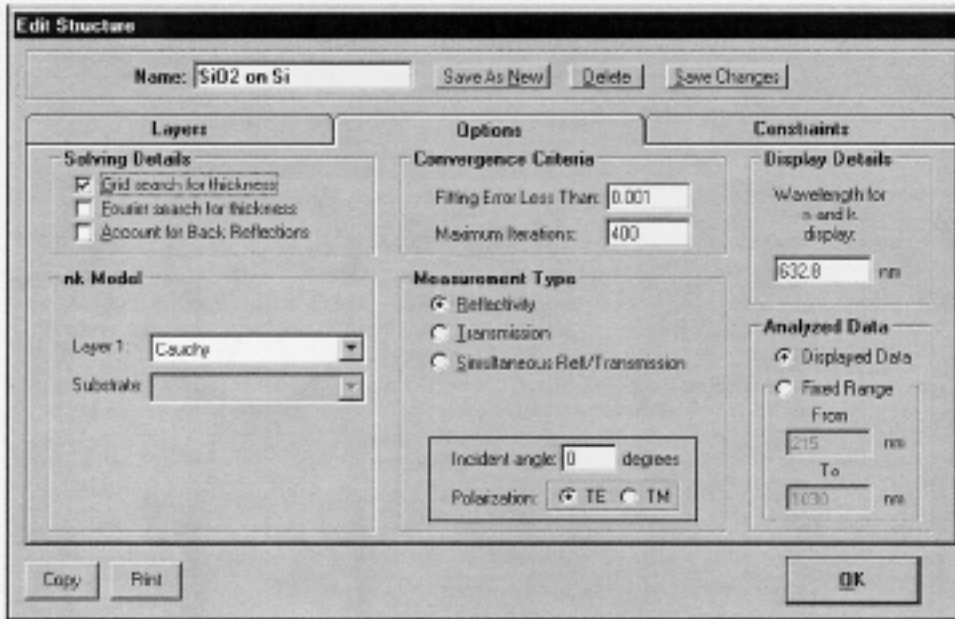 Edit Structure
Name: SiO2 on Si Save As New Delete Save Changes
Layers Options Constraints
Solving Details
Grid search for thickness
Fourier search for thickness
Account for Back Reflections
Convergence Criteria
Fitting Error Less Than: 0.001
Maximum Iterations: 400
Display Details
Wavelength for
n and k
display:
632.8 nm
nk Model
Layer 1: Cauchy
Substrate:
Measurement Type
Reflectivity
Transmission
Simultaneous Refl/Transmission
Incident angle: 0 degrees
Polarization: TE TM
Analyzed Data
Displayed Data
Fixed Range
From
215 nm
To
1030 nm
Copy Print OK